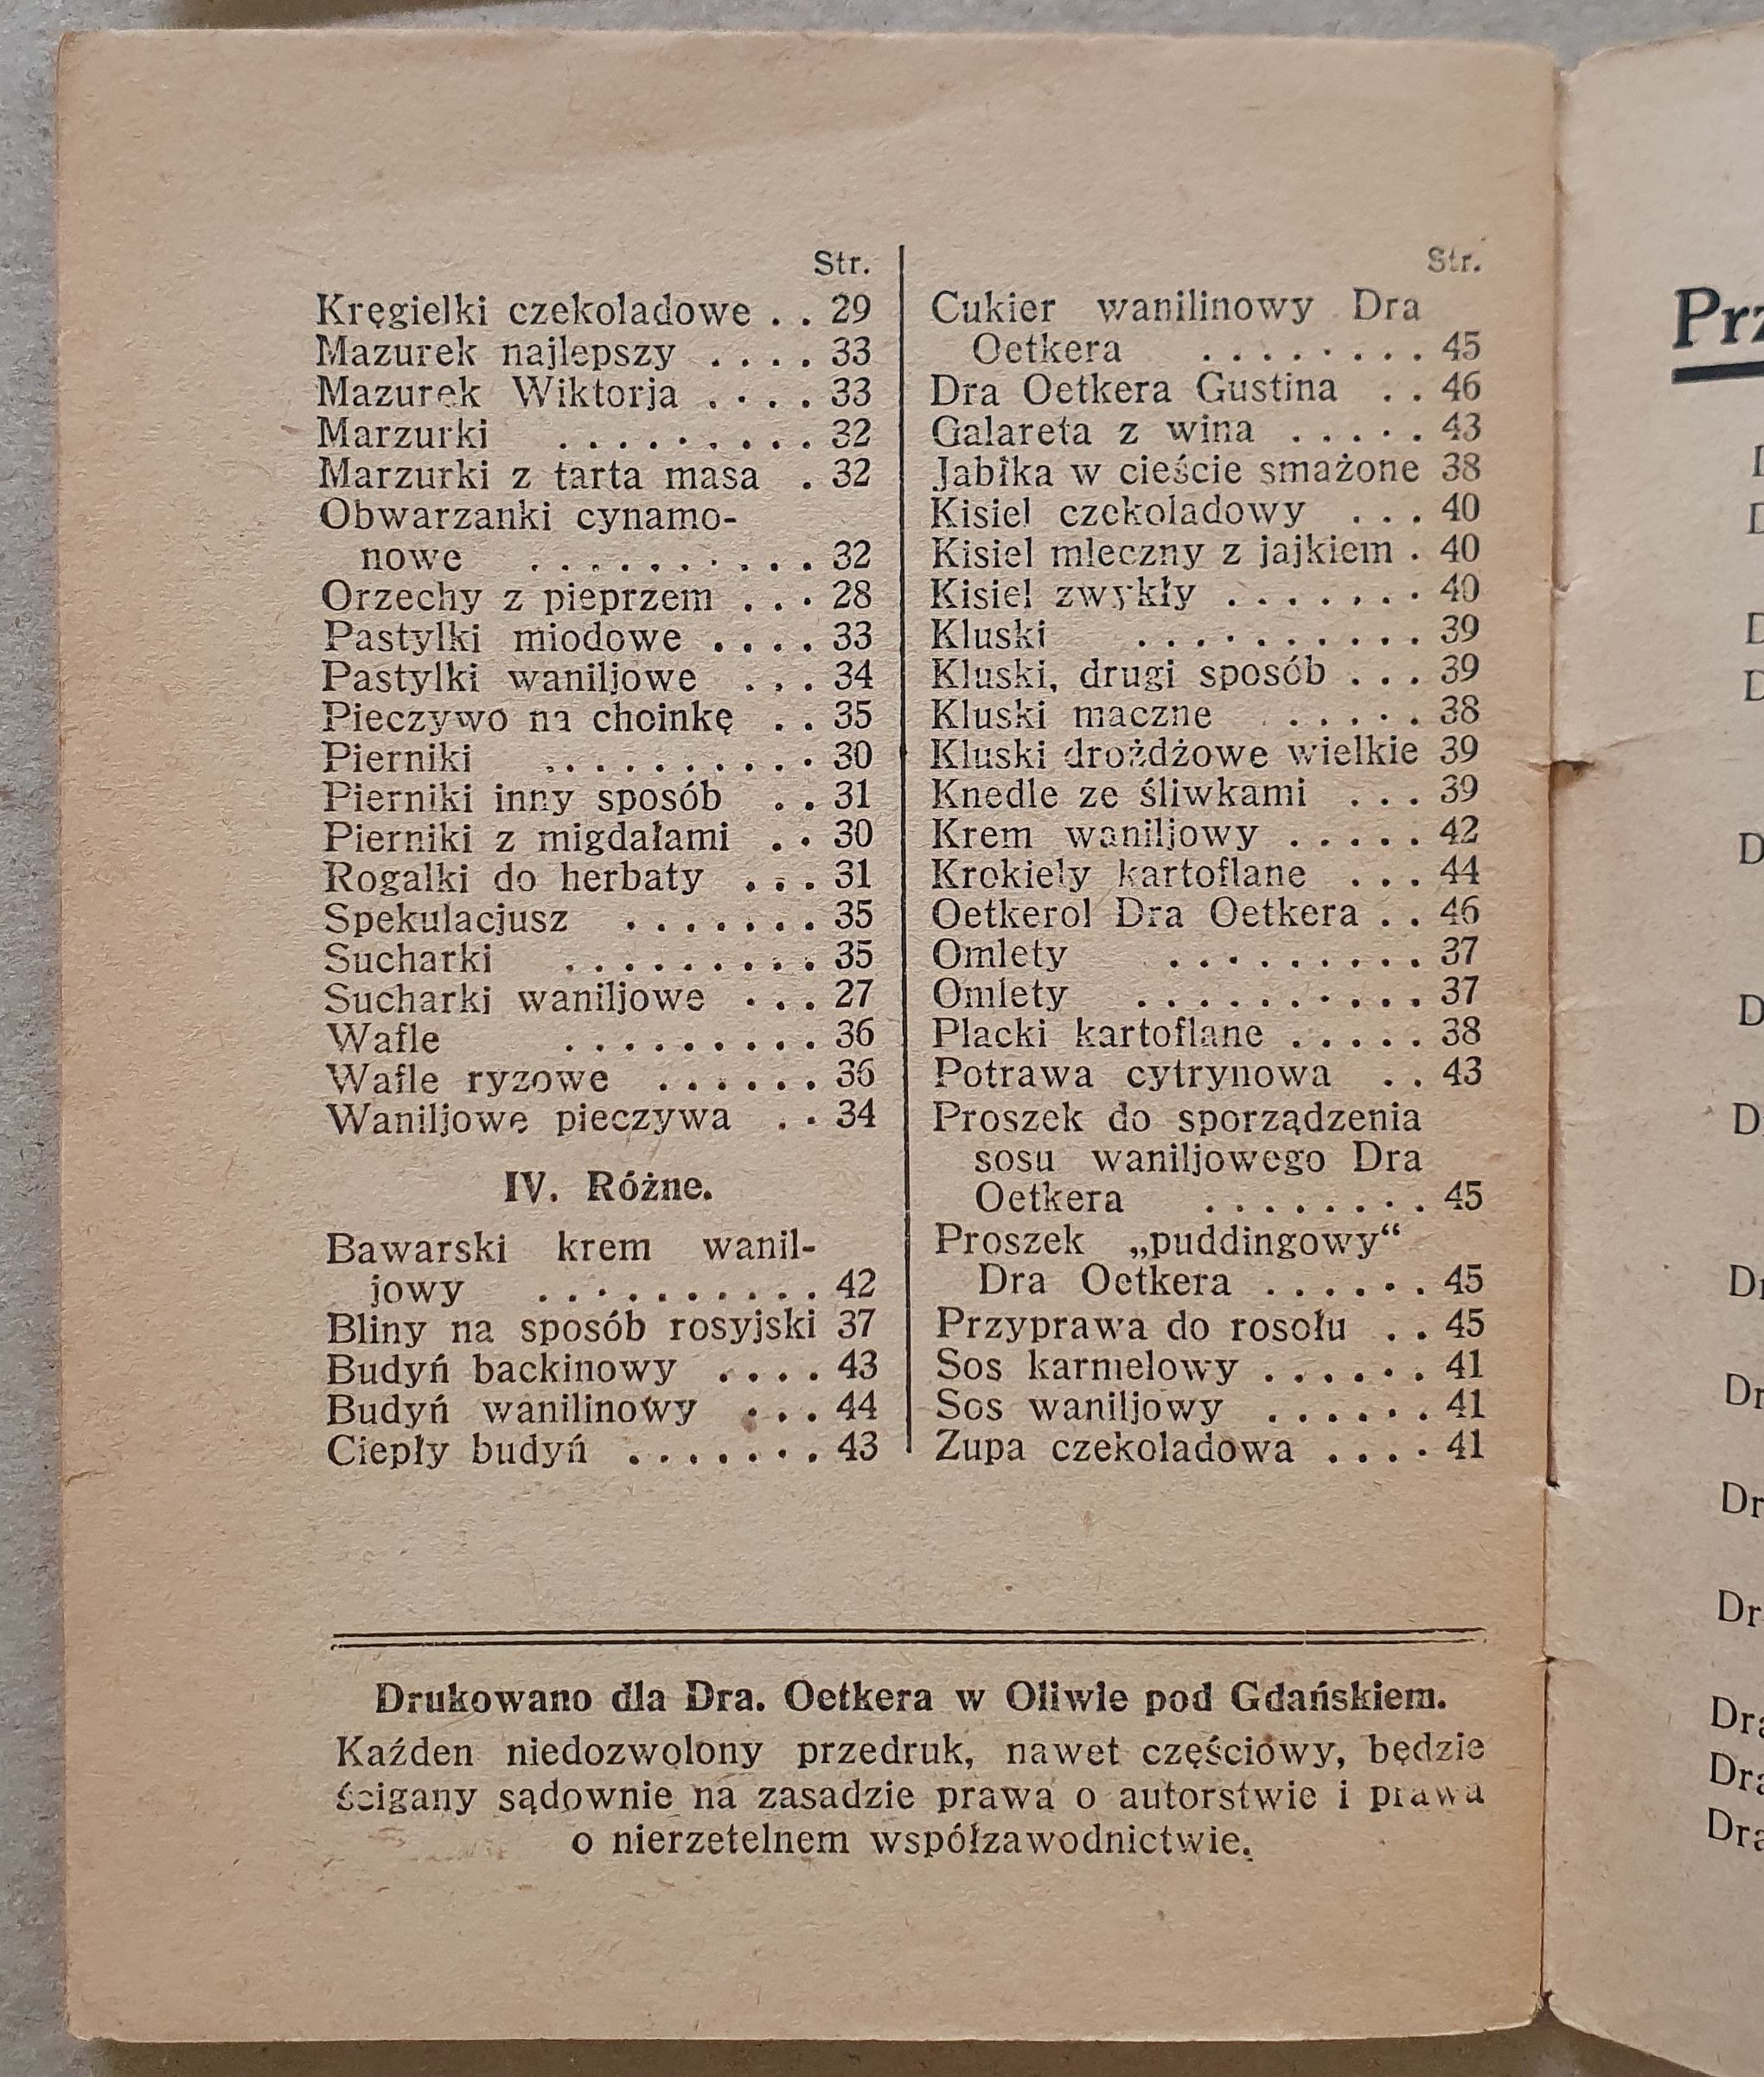 Str.
Kręgielki czekoladowe . . 29
Mazurek najlepszy . . . . 33
Mazurek Wiktorja . . . . 33
Marzurki . . . . . . . . . 32
Marzurki z tarta masa . 32
Obwarzanki cynamo-
nowe . . . . . . . . . . 32
Orzechy z pieprzem . . . 28
Pastylki miodowe . . . . 33
Pastylki waniljowe . . . 34
Pieczywo na choinkę . . 35
Pierniki . . . . . . . . . . 30
Pierniki inny sposób . . 31
Pierniki z migdałami . . 30
Rogalki do herbaty . . . 31
Spekulacjusz . . . . . . . 35
Sucharki . . . . . . . . . 35
Sucharki waniljowe . . . 27
Wafle . . . . . . . . . 36
Wafle ryzowe . . . . . . 36
Waniljowe pieczywa . . 34
IV. Różne.
Bawarski krem wanil-
jowy . . . . . . . . . . 42
Bliny na sposób rosyjski 37
Budyń backinowy . . . . 43
Budyń wanilinowy . . . 44
Ciepły budyń . . . . . . . 43
Str.
Cukier wanilinowy Dra
Oetkera . . . . . . . . 45
Dra Oetkera Gustina . . 46
Galareta z wina . . . . . 43
Jabłka w cieście smażone 38
Kisiel czekoladowy . . . 40
Kisiel mleczny z jajkiem . 40
Kisiel zwykły . . . . . . . 40
Kluski . . . . . . . . . . 39
Kluski, drugi sposób . . . 39
Kluski maczne . . . . . 38
Kluski drożdżowe wielkie 39
Knedle ze śliwkami . . . 39
Krem waniljowy . . . . . 42
Krokiely kartoflane . . . 44
Oetkerol Dra Oetkera . . 46
Omlety . . . . . . . . . 37
Omlety . . . . . . . . . . 37
Placki kartoflane . . . . . 38
Potrawa cytrynowa . . 43
Proszek do sporządzenia
sosu waniljowego Dra
Oetkera . . . . . . . . 45
Proszek „puddingowy“
Dra Oetkera . . . . . . 45
Przyprawa do rosołu . . 45
Sos karmelowy . . . . . . 41
Sos waniljowy . . . . . . 41
Zupa czekoladowa . . . . 41
Drukowano dla Dra. Oetkera w Oliwie pod Gdańskiem.
Kaźden niedozwolony przedruk, nawet częściowy, będzie
ścigany sądownie na zasadzie prawa o autorstwie i prawa
o nierzetelnem współzawodnictwie.